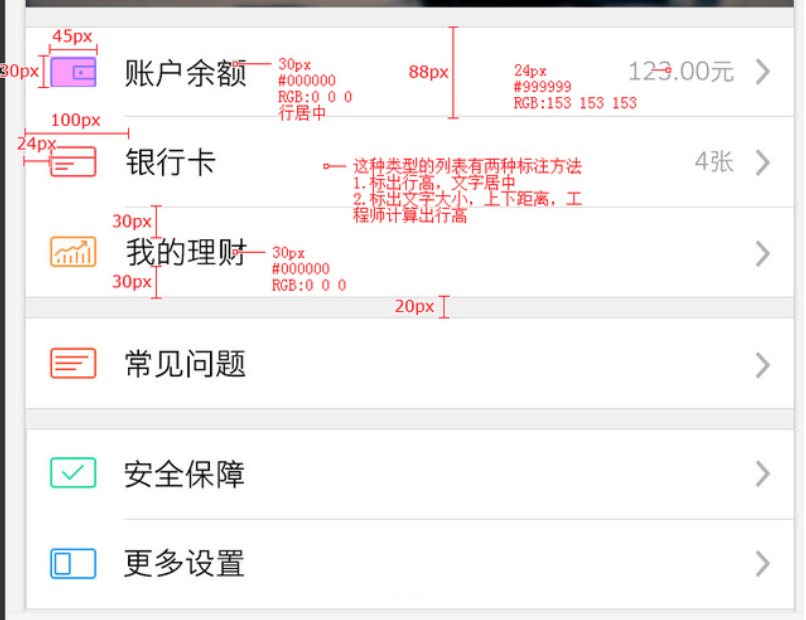 45px
30px
账户余额
30px
#000000
RGB:0 0 0
行居中
88px
24px
#999999
RGB:153 153 153
123.00元
100px
24px
银行卡
这种类型的列表有两种标注方法
1.标出行高，文字居中
2.标出文字大小，上下距离，工
程师计算出行高
4张
30px
我的理财
30px
#000000
RGB:0 0 0
30px
20px
常见问题
安全保障
更多设置